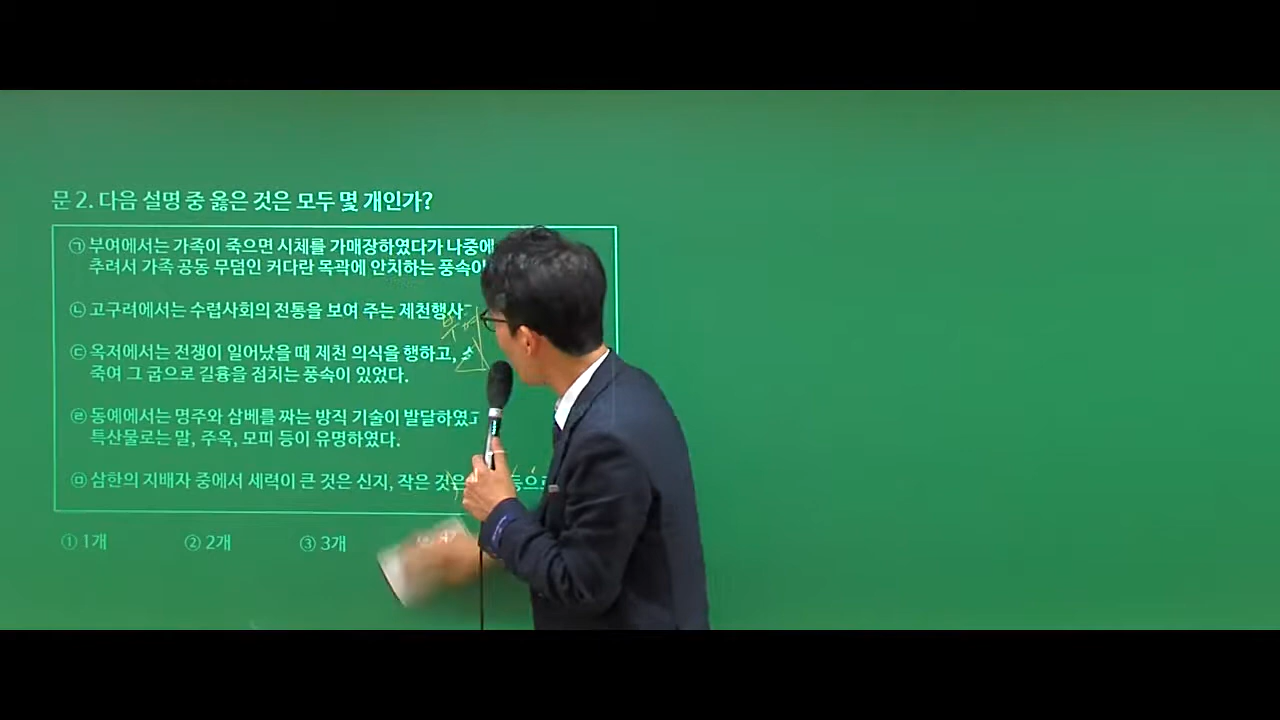 문 2. 다음 설명 중 옳은 것은 모두 몇 개인가?
㉠ 부여에서는 가족이 죽으면 시체를 가매장하였다가 나중에
추려서 가족 공동 무덤인 커다란 목곽에 안치하는 풍속이
㉡ 고구려에서는 수렵사회의 전통을 보여 주는 제천행사
부여
㉢ 옥저에서는 전쟁이 일어났을 때 제천 의식을 행하고,
죽여 그 굽으로 길흉을 점치는 풍속이 있었다.
㉣ 동예에서는 명주와 삼베를 짜는 방직 기술이 발달하였고
특산물로는 말, 주옥, 모피 등이 유명하였다.
㉤ 삼한의 지배자 중에서 세력이 큰 것은 신지, 작은 것은 등으로
① 1개 ② 2개 ③ 3개